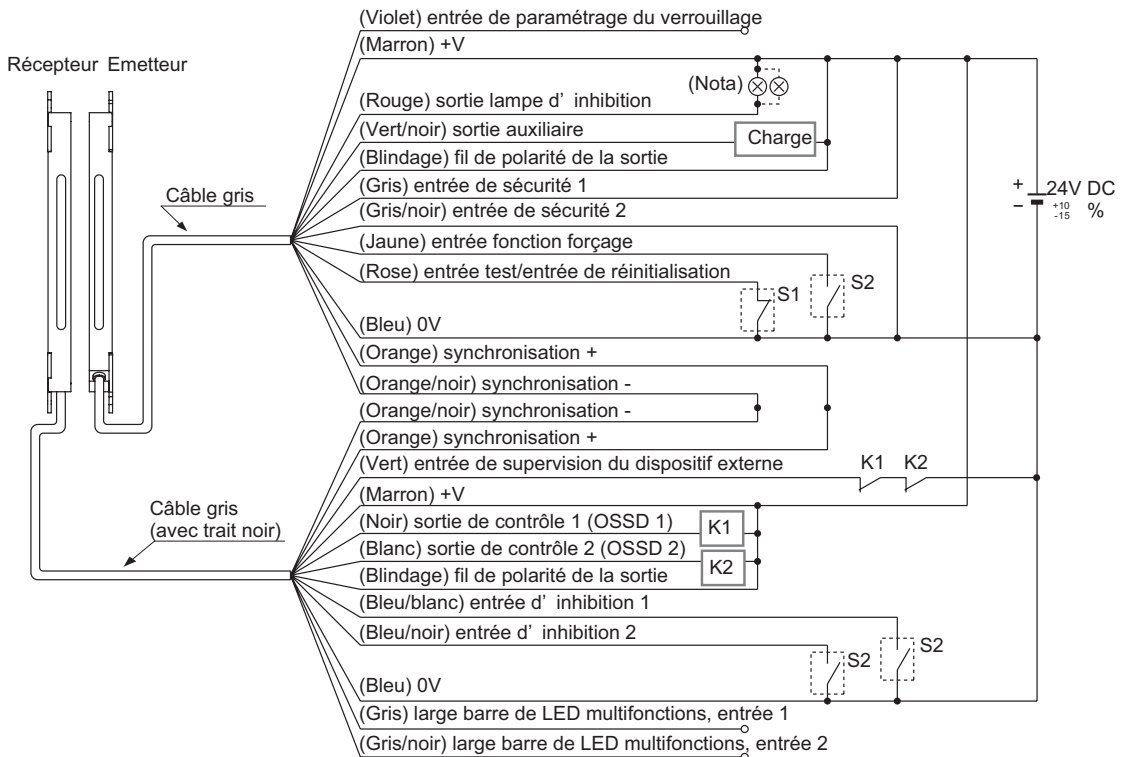 (Violet) entrée de paramétrage du verrouillage
(Marron) +V
Récepteur Emetteur
(Nota)
(Rouge) sortie lampe d' inhibition
(Vert/noir) sortie auxiliaire
Charge
(Blindage) fil de polarité de la sortie
Câble gris
(Gris) entrée de sécurité 1
+
24V DC
−
+10
-15
%
(Gris/noir) entrée de sécurité 2
(Jaune) entrée fonction forçage
(Rose) entrée test/entrée de réinitialisation
S1
S2
(Bleu) 0V
(Orange) synchronisation +
(Orange/noir) synchronisation -
(Orange/noir) synchronisation -
(Orange) synchronisation +
(Vert) entrée de supervision du dispositif externe
K1
K2
(Marron) +V
Câble gris
(avec trait noir)
(Noir) sortie de contrôle 1 (OSSD 1)
K1
(Blanc) sortie de contrôle 2 (OSSD 2)
K2
(Blindage) fil de polarité de la sortie
(Bleu/blanc) entrée d' inhibition 1
(Bleu/noir) entrée d' inhibition 2
S2
S2
(Bleu) 0V
(Gris) large barre de LED multifonctions, entrée 1
(Gris/noir) large barre de LED multifonctions, entrée 2